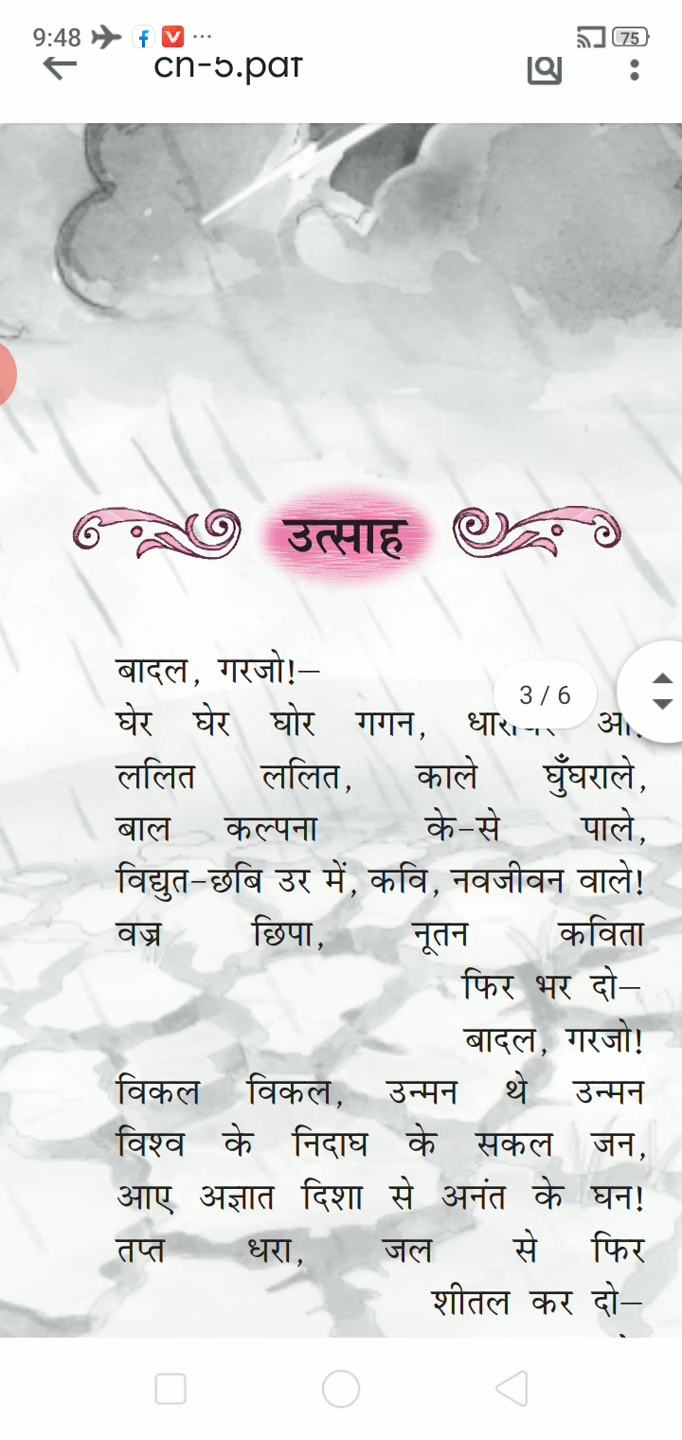 9:48
75
ch-5.pdf
उत्साह
बादल, गरजो!–
3 / 6
घेर घेर घोर गगन,
ललित ललित, काले घुँघराले,
बाल कल्पना के-से पाले,
विद्युत-छबि उर में, कवि, नवजीवन वाले!
वज्र छिपा, नूतन कविता
फिर भर दो–
बादल, गरजो!
विकल विकल, उन्मन थे उन्मन
विश्व के निदाघ के सकल जन,
आए अज्ञात दिशा से अनंत के घन!
तप्त धरा, जल से फिर
शीतल कर दो–